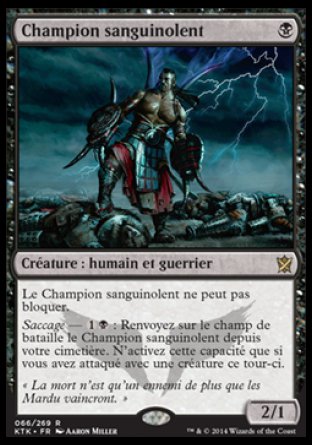 Champion sanguinolent
Créature : humain et guerrier
Le Champion sanguinolent ne peut pas
bloquer.
Saccage — 1 : Renvoyez sur le champ de
bataille le Champion sanguinolent depuis
votre cimetière. N'activez cette capacité que si
vous avez attaqué avec une créature ce tour-ci.
« La mort n'est qu'un ennemi de plus que les
Mardu vaincront. »
066/269 R
KTK • FR Aaron Miller
™ & © 2014 Wizards of the Coast
2/1